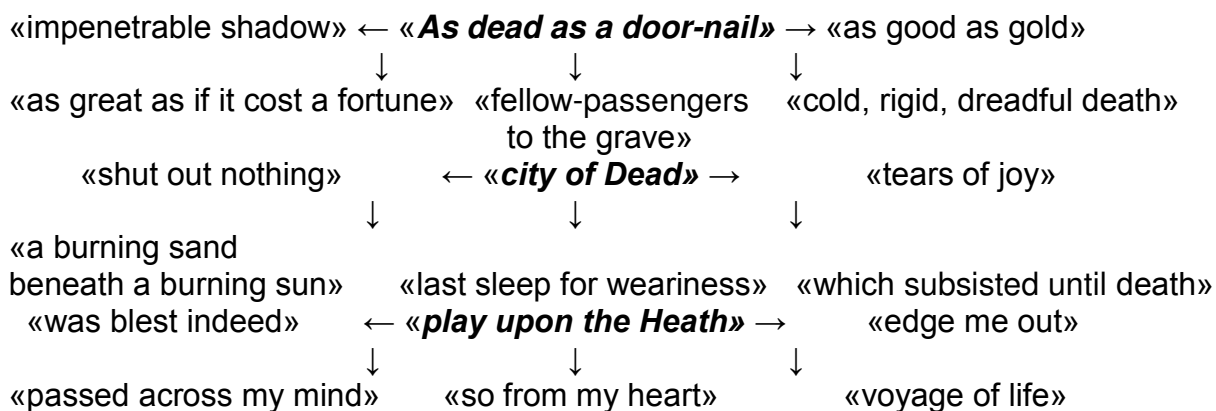 «impenetrable shadow» ← «As dead as a door-nail» → «as good as gold»
↓ ↓ ↓
«as great as if it cost a fortune» «fellow-passengers «cold, rigid, dreadful death»
to the grave»
«shut out nothing» ← «city of Dead» → «tears of joy»
↓ ↓ ↓
«a burning sand
beneath a burning sun» «last sleep for weariness» «which subsisted until death»
«was blest indeed» ← «play upon the Heath» → «edge me out»
↓ ↓ ↓
«passed across my mind» «so from my heart» «voyage of life»